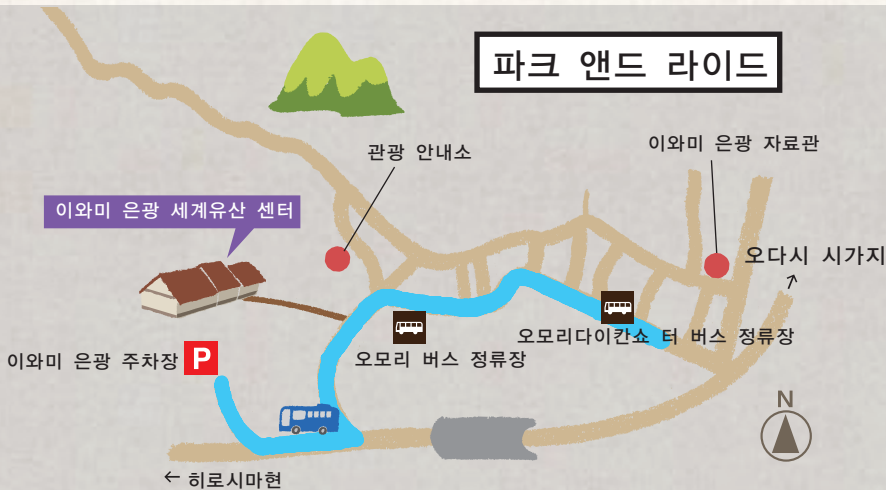 파크 앤드 라이드
이와미 은광 자료관
관광 안내소
이와미 은광 세계유산 센터
오다시 시가지
오모리다이칸쇼 터 버스 정류장
오모리 버스 정류장
이와미 은광 주차장 P
N
← 히로시마현